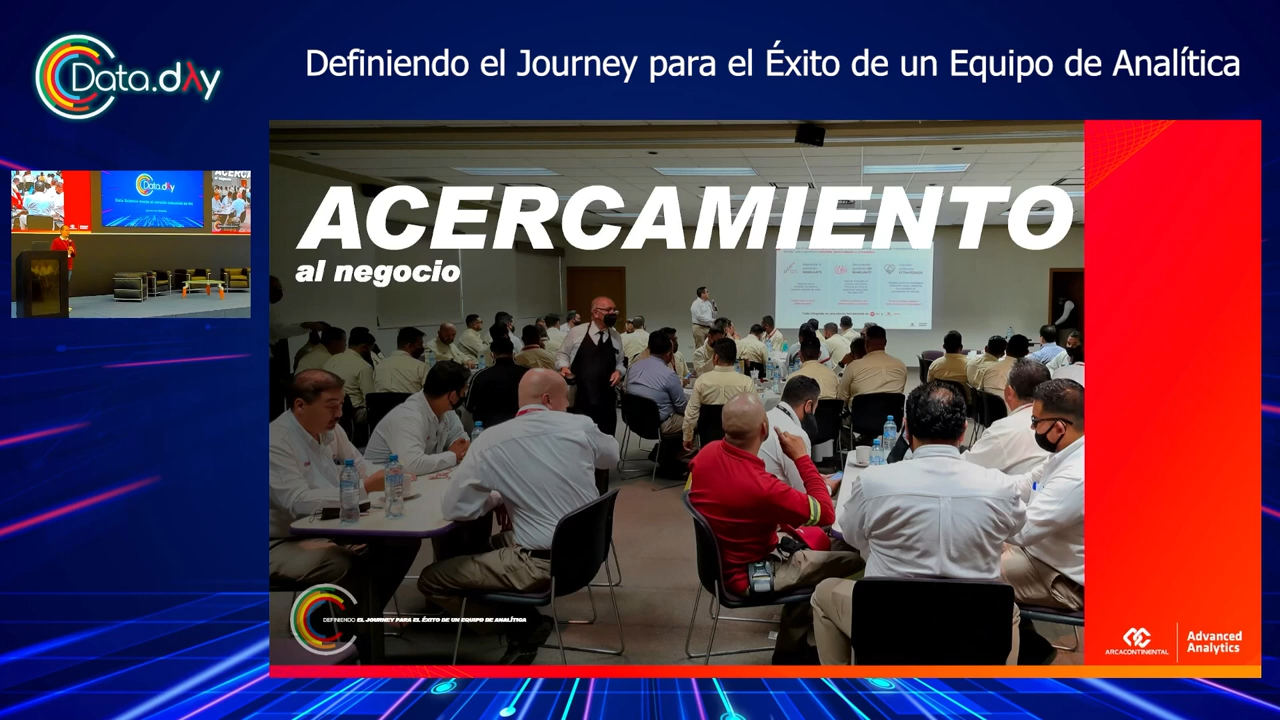 Data.dλy
Definiendo el Journey para el Éxito de un Equipo de Analítica
ACERCAMIENTO
al negocio
DEFINIENDO EL JOURNEY PARA EL ÉXITO DE UN EQUIPO DE ANALÍTICA
ARCACONTINENTAL
Advanced
Analytics